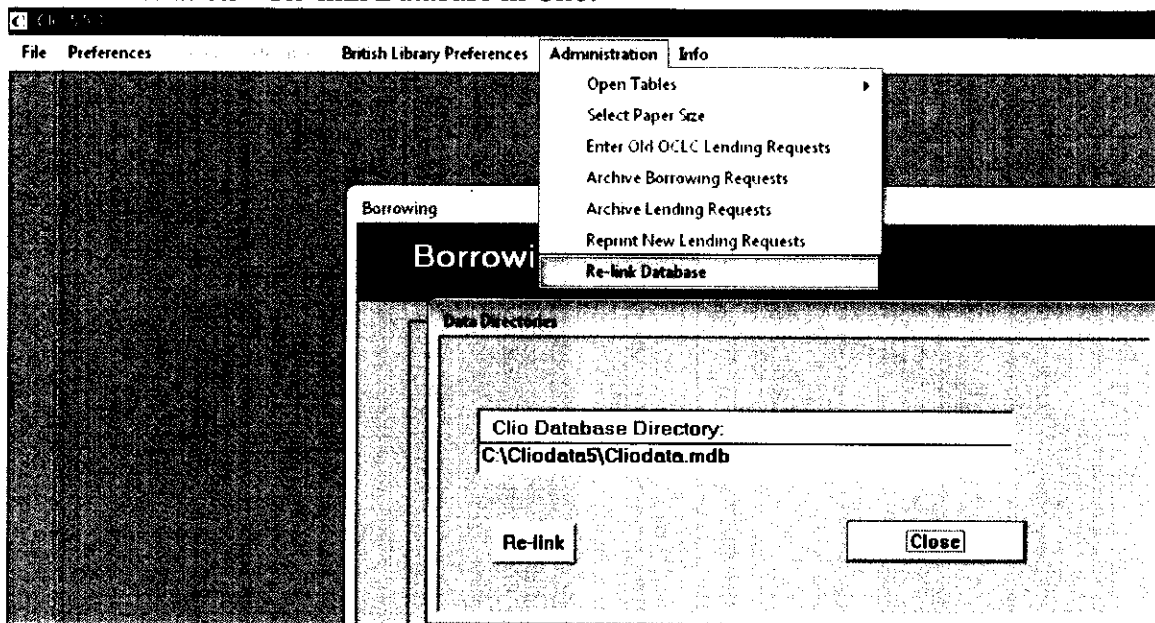 File Preferences British Library Preferences Administration Info
Open Tables
Select Paper Size
Enter Old OCLC Lending Requests
Archive Borrowing Requests
Archive Lending Requests
Reprint New Lending Requests
Re-link Database
Borrowing
Borrowi
Data Directories
Clio Database Directory:
C:\Cliodata5\Cliodata.mdb
Re-link Close